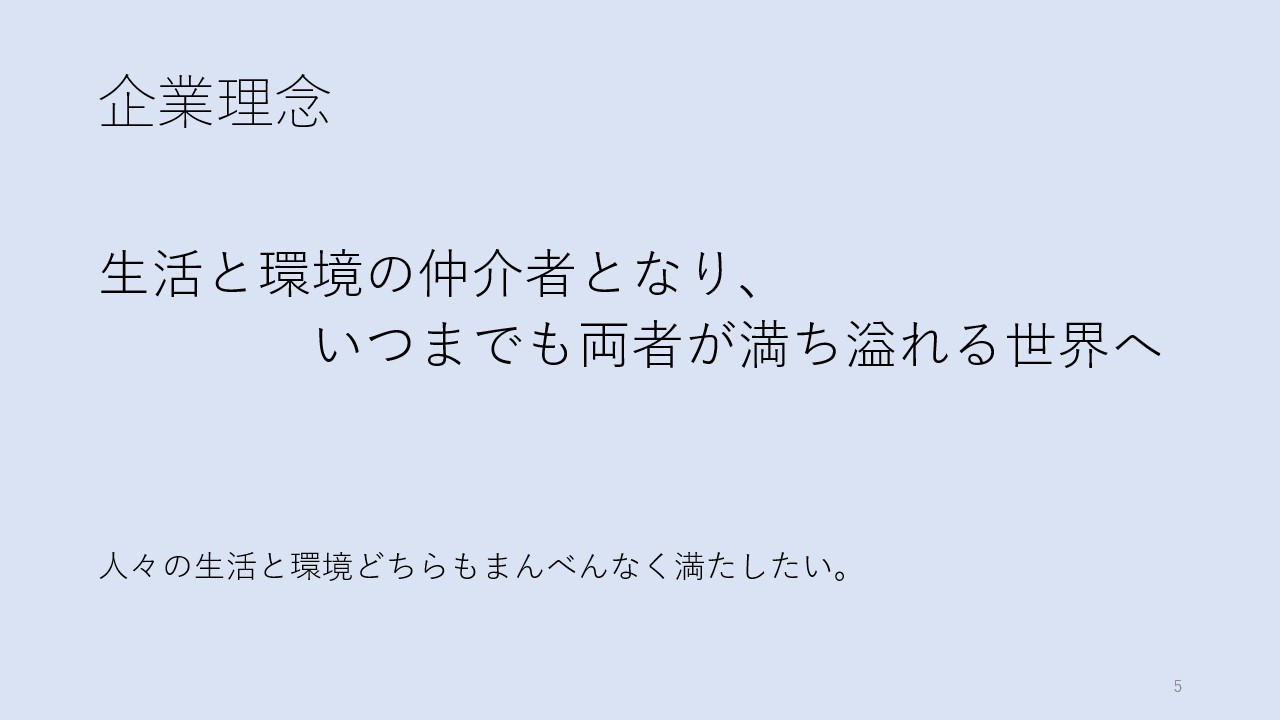 企業理念
生活と環境の仲介者となり、
いつまでも両者が満ち溢れる世界へ
人々の生活と環境どちらもまんべんなく満たしたい。
5